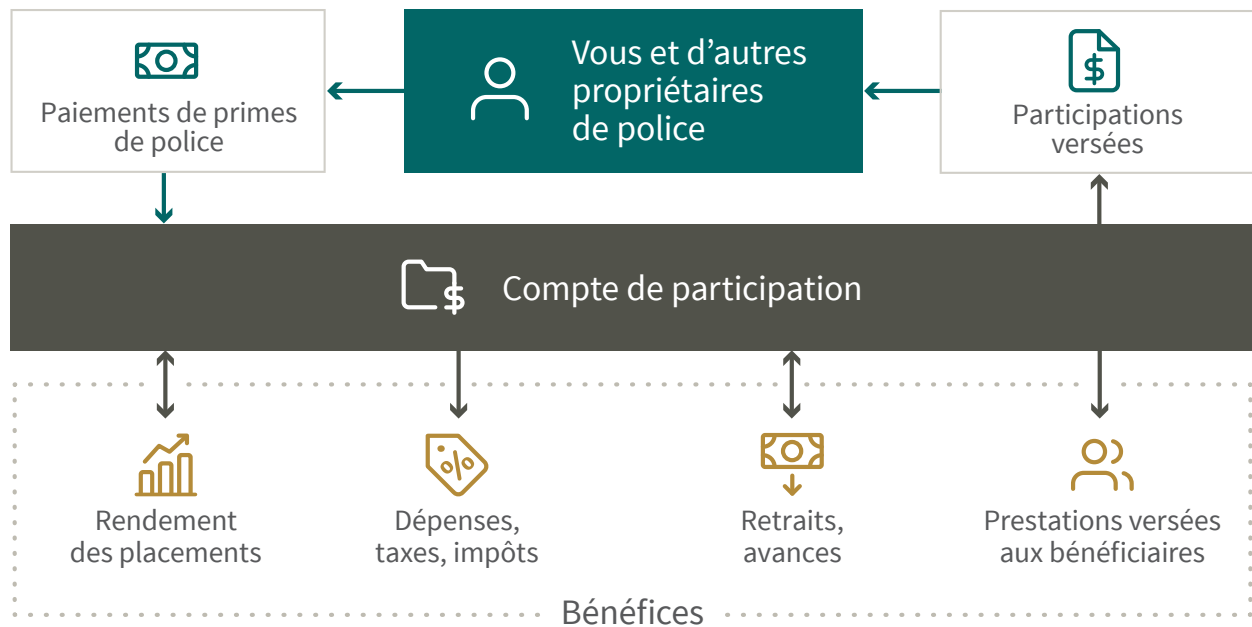 Paiements de primes
de police
Vous et d’autres
propriétaires
de police
Participations
versées
Compte de participation
Rendement
des placements
Dépenses,
taxes, impôts
Retraits,
avances
Prestations versées
aux bénéficiaires
Bénéfices